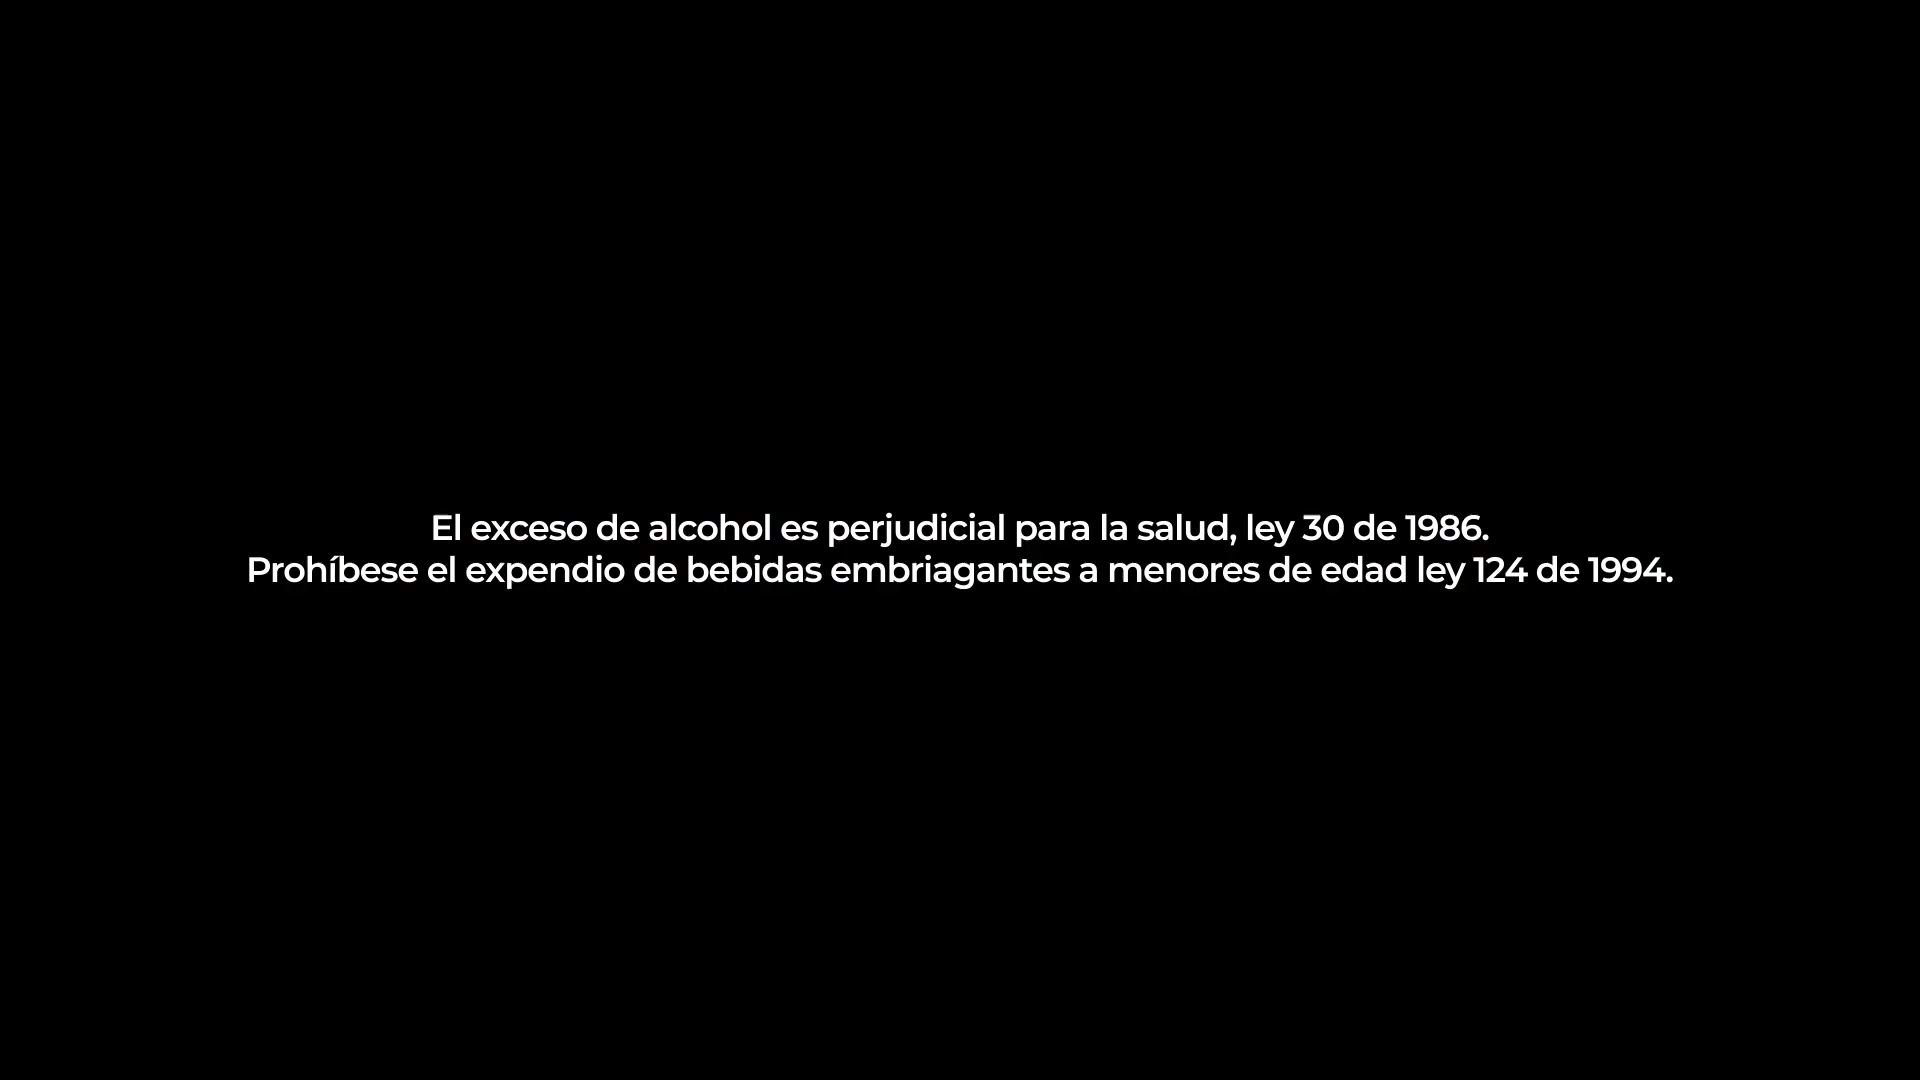 El exceso de alcohol es perjudicial para la salud, ley 30 de 1986.
Prohíbese el expendio de bebidas embriagantes a menores de edad ley 124 de 1994.